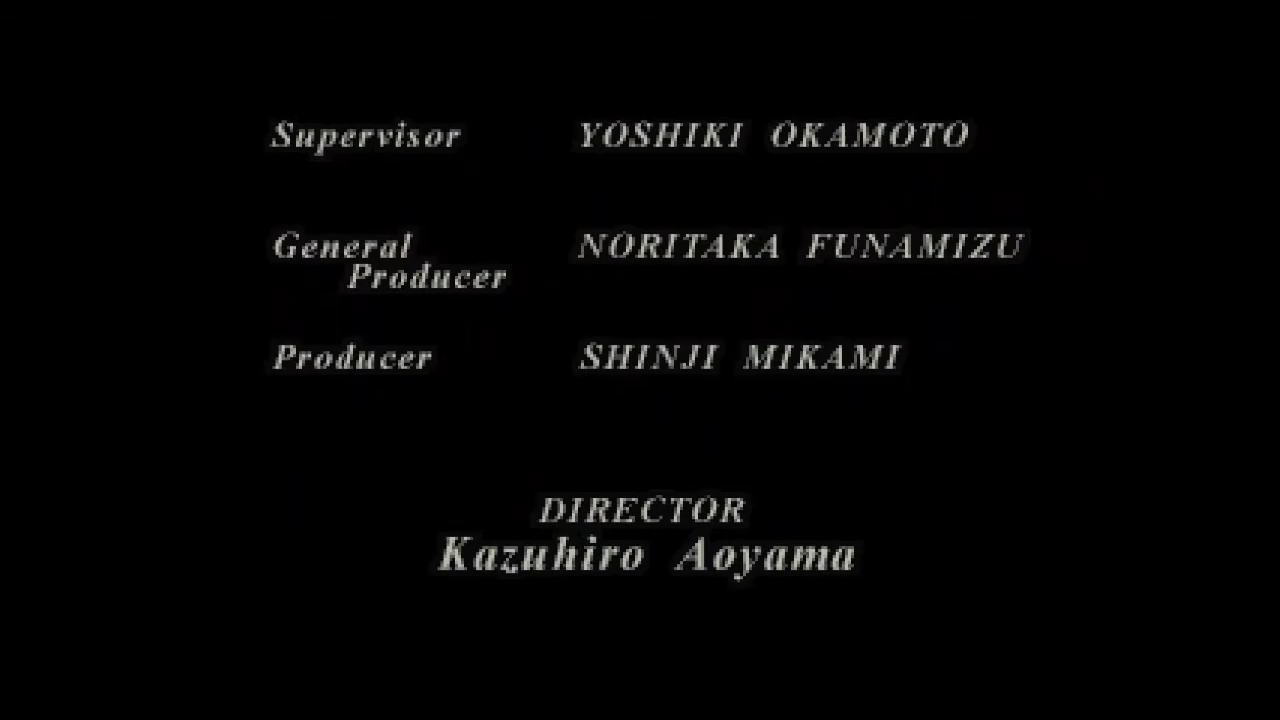 Supervisor YOSHIKI OKAMOTO
General NORITAKA FUNAMIZU
Producer
Producer SHINJI MIKAMI
DIRECTOR
Kazuhiro Aoyama